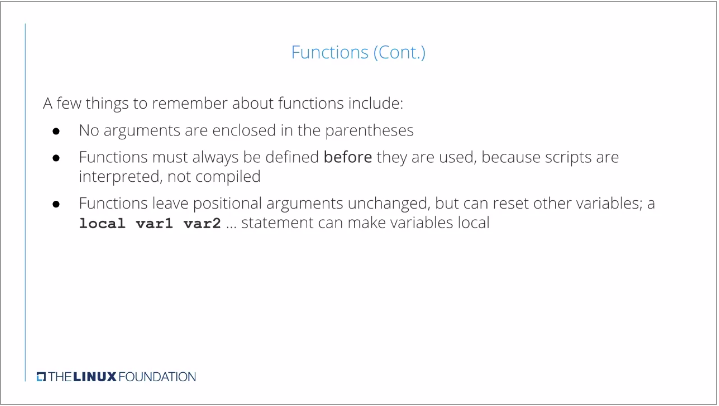 Functions (Cont.)
A few things to remember about functions include:
● No arguments are enclosed in the parentheses
● Functions must always be defined before they are used, because scripts are
interpreted, not compiled
● Functions leave positional arguments unchanged, but can reset other variables; a
local var1 var2 ... statement can make variables local
THE LINUX FOUNDATION